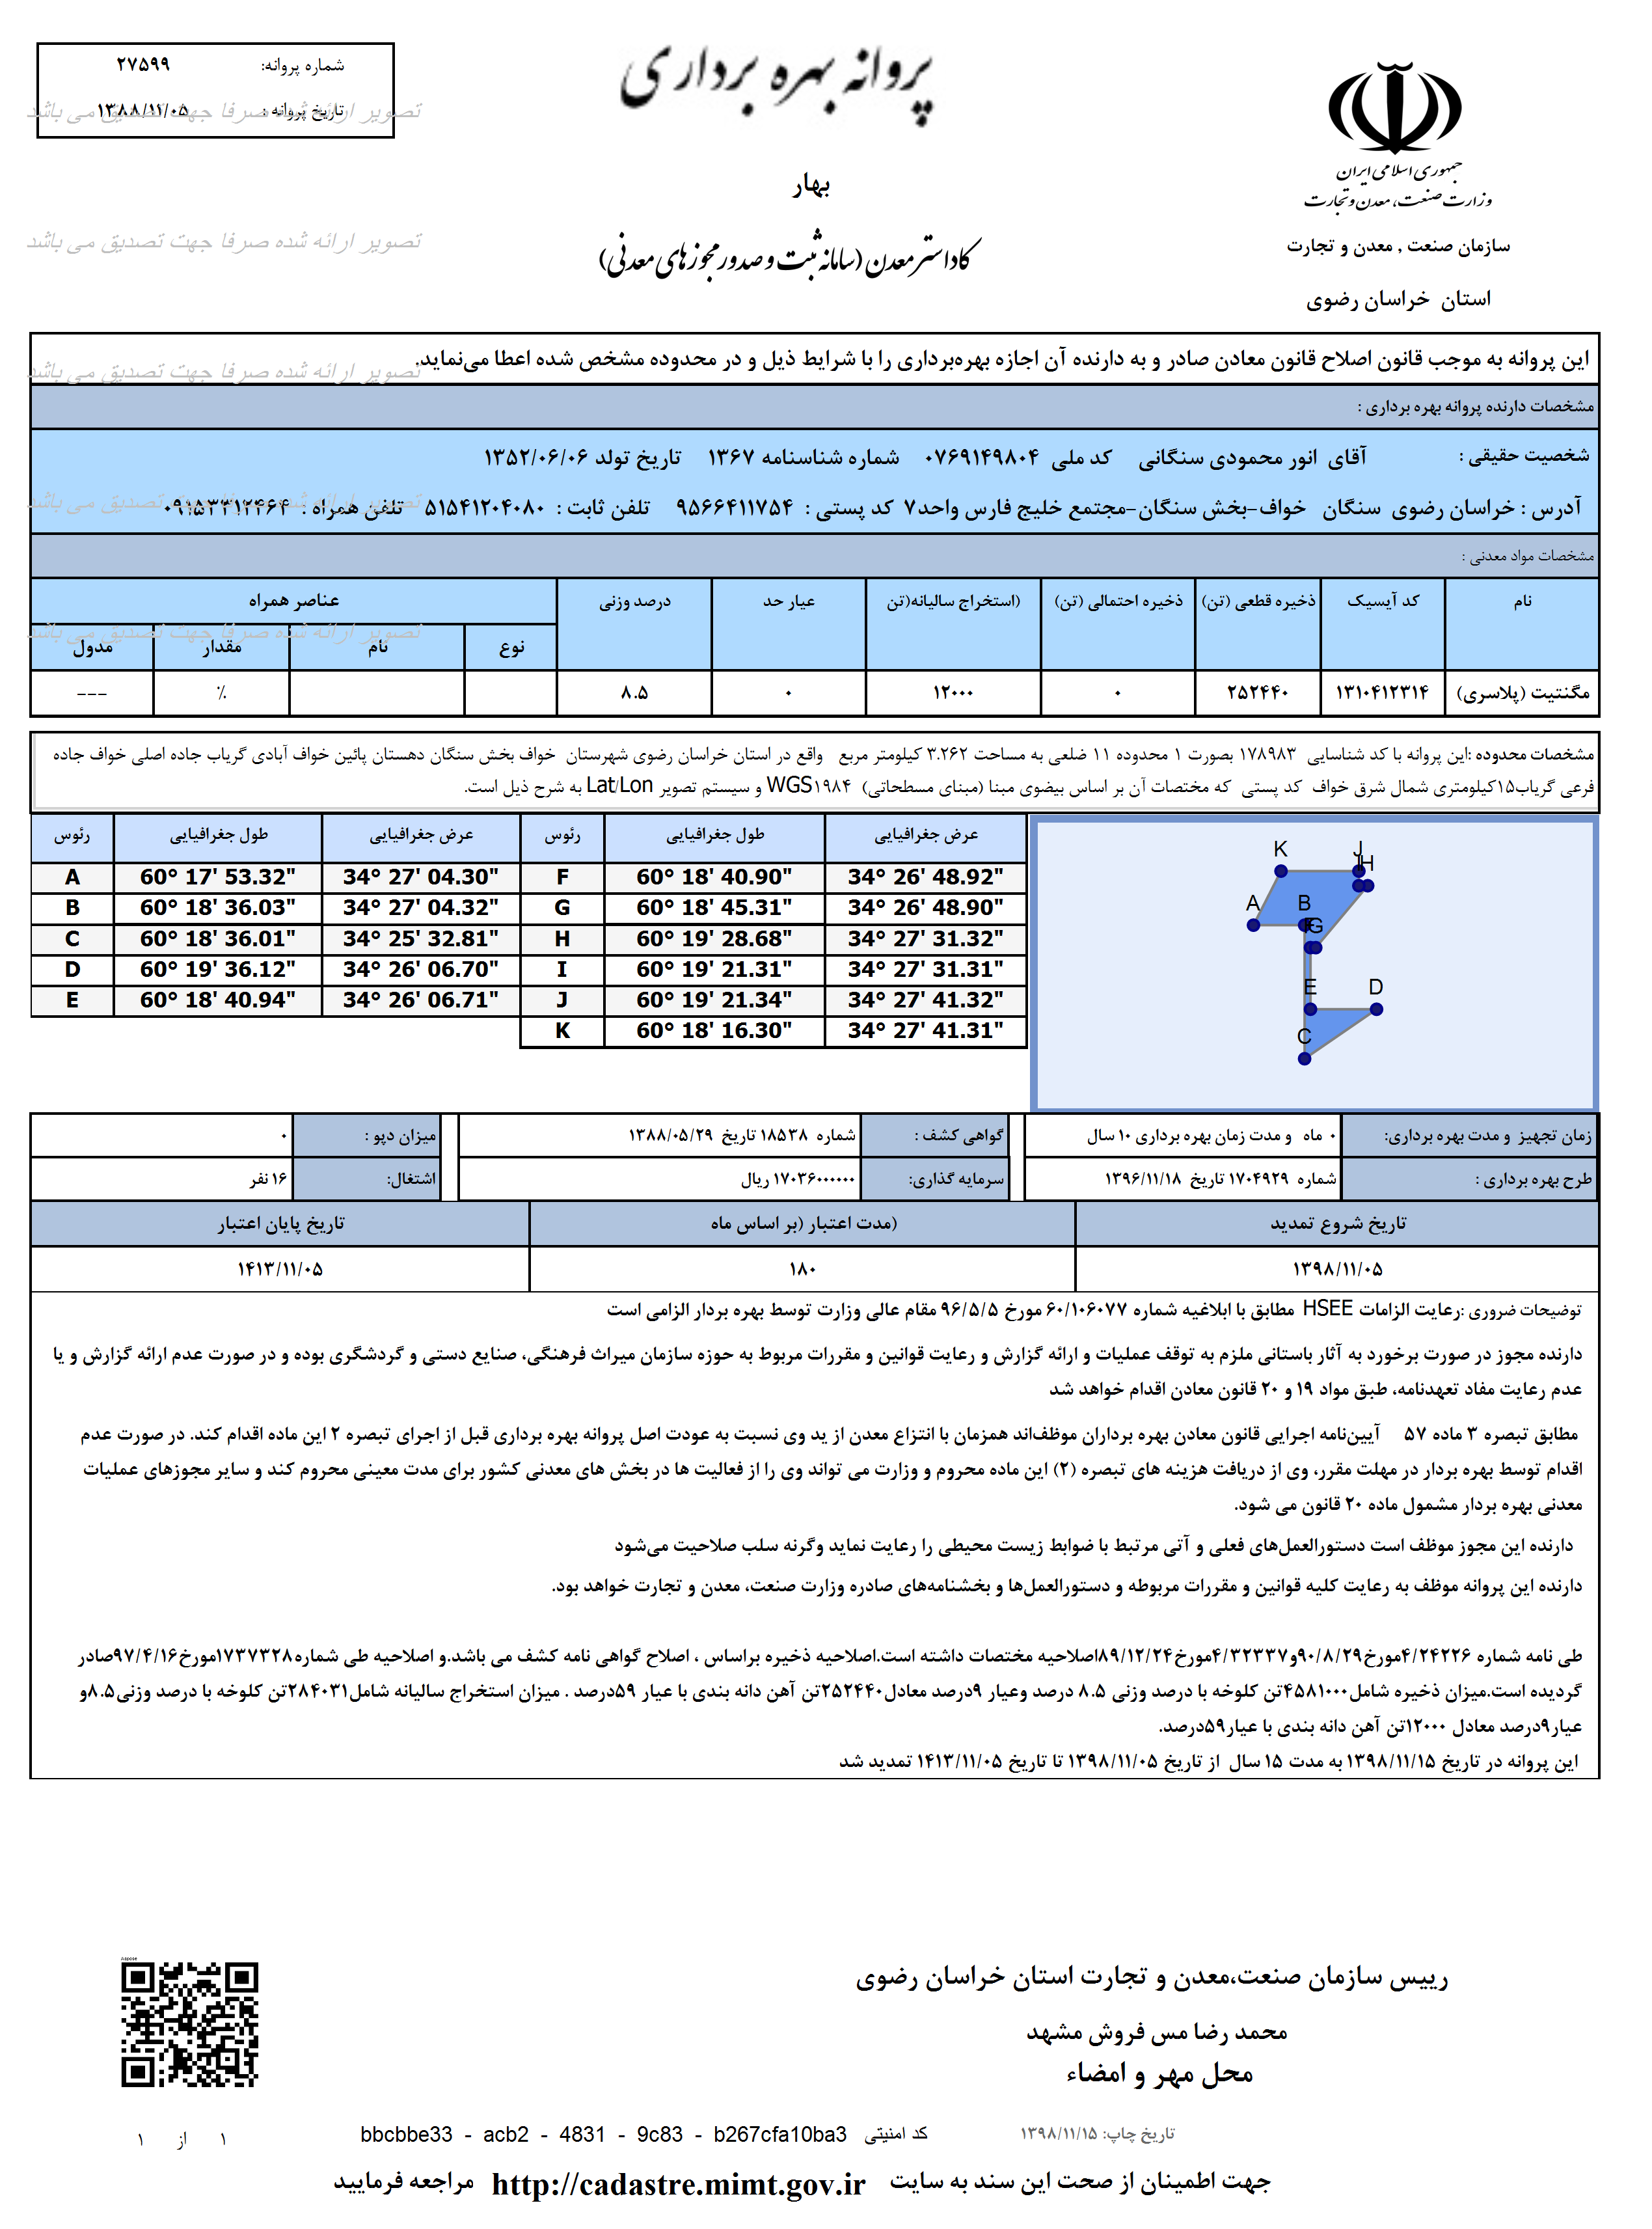 شماره پروانه: ۲۷۵۹۹
تاریخ پروانه : ۱۳۸۸/۱۱/۰۵
تصویر ارائه شده صرفا جهت تصدیق می باشد
پروانه بهره برداری
بهار
کاداستر معدن (سامانه ثبت و صدور مجوزهای معدنی)
جمهوری اسلامی ایران
وزارت صنعت، معدن و تجارت
سازمان صنعت , معدن و تجارت
استان خراسان رضوی
تصویر ارائه شده صرفا جهت تصدیق می باشد
این پروانه به موجب قانون اصلاح قانون معادن صادر و به دارنده آن اجازه بهره‌برداری را با شرایط ذیل و در محدوده مشخص شده اعطا می‌نماید.
تصویر ارائه شده صرفا جهت تصدیق می باشد
مشخصات دارنده پروانه بهره برداری :
شخصیت حقیقی : آقای انور محمودی سنگانی کد ملی ۰۷۶۹۱۴۹۸۰۴ شماره شناسنامه ۱۳۶۷ تاریخ تولد ۱۳۵۲/۰۶/۰۶
آدرس : خراسان رضوی سنگان خواف-بخش سنگان-مجتمع خلیج فارس واحد۷ کد پستی : ۹۵۶۶۴۱۱۷۵۴ تلفن ثابت : ۵۱۵۴۱۲۰۴۰۸۰ تلفن همراه : ۰۹۱۵۳۳۱۲۴۶۴
تصویر ارائه شده صرفا جهت تصدیق می باشد
مشخصات مواد معدنی :
نام کد آیسیک ذخیره قطعی (تن) ذخیره احتمالی (تن) (استخراج سالیانه(تن عیار حد درصد وزنی عناصر همراه
نوع نام مقدار مدول
تصویر ارائه شده صرفا جهت تصدیق می باشد
مگنتیت (پلاسری) ۱۳۱۰۴۱۲۳۱۴ ۲۵۲۴۴۰ ۰ ۱۲۰۰۰ ۰ ۸.۵ ٪ ---
مشخصات محدوده :این پروانه با کد شناسایی ۱۷۸۹۸۳ بصورت ۱ محدوده ۱۱ ضلعی به مساحت ۳.۲۶۲ کیلومتر مربع واقع در استان خراسان رضوی شهرستان خواف بخش سنگان دهستان پائین خواف آبادی گریاب جاده اصلی خواف جاده
فرعی گریاب۱۵کیلومتری شمال شرق خواف کد پستی که مختصات آن بر اساس بیضوی مبنا (مبنای مسطحاتی) WGS۱۹۸۴ و سیستم تصویر Lat/Lon به شرح ذیل است.
رئوس طول جغرافیایی عرض جغرافیایی رئوس طول جغرافیایی عرض جغرافیایی
A 60° 17' 53.32" 34° 27' 04.30" F 60° 18' 40.90" 34° 26' 48.92"
B 60° 18' 36.03" 34° 27' 04.32" G 60° 18' 45.31" 34° 26' 48.90"
C 60° 18' 36.01" 34° 25' 32.81" H 60° 19' 28.68" 34° 27' 31.32"
D 60° 19' 36.12" 34° 26' 06.70" I 60° 19' 21.31" 34° 27' 31.31"
E 60° 18' 40.94" 34° 26' 06.71" J 60° 19' 21.34" 34° 27' 41.32"
K 60° 18' 16.30" 34° 27' 41.31"
K J
I H
A B
F G
E D
C
زمان تجهیز و مدت بهره برداری: ۰ ماه و مدت زمان بهره برداری ۱۰ سال گواهی کشف : شماره ۱۸۵۳۸ تاریخ ۱۳۸۸/۰۵/۲۹ میزان دپو : ۰
طرح بهره برداری : شماره ۱۷۰۴۹۲۹ تاریخ ۱۳۹۶/۱۱/۱۸ سرمایه گذاری: ۱۷۰۳۶۰۰۰۰۰۰ ریال اشتغال: ۱۶ نفر
تاریخ شروع تمدید (مدت اعتبار (بر اساس ماه تاریخ پایان اعتبار
۱۳۹۸/۱۱/۰۵ ۱۸۰ ۱۴۱۳/۱۱/۰۵
توضیحات ضروری :رعایت الزامات HSEE مطابق با ابلاغیه شماره ۶۰/۱۰۶۰۷۷ مورخ ۹۶/۵/۵ مقام عالی وزارت توسط بهره بردار الزامی است
دارنده مجوز در صورت برخورد به آثار باستانی ملزم به توقف عملیات و ارائه گزارش و رعایت قوانین و مقررات مربوط به حوزه سازمان میراث فرهنگی، صنایع دستی و گردشگری بوده و در صورت عدم ارائه گزارش و یا
عدم رعایت مفاد تعهدنامه، طبق مواد ۱۹ و ۲۰ قانون معادن اقدام خواهد شد
مطابق تبصره ۳ ماده ۵۷ آیین‌نامه اجرایی قانون معادن بهره برداران موظف‌اند همزمان با انتزاع معدن از ید وی نسبت به عودت اصل پروانه بهره برداری قبل از اجرای تبصره ۲ این ماده اقدام کند. در صورت عدم
اقدام توسط بهره بردار در مهلت مقرر، وی از دریافت هزینه های تبصره (۲) این ماده محروم و وزارت می تواند وی را از فعالیت ها در بخش های معدنی کشور برای مدت معینی محروم کند و سایر مجوزهای عملیات
معدنی بهره بردار مشمول ماده ۲۰ قانون می شود.
دارنده این مجوز موظف است دستورالعمل‌های فعلی و آتی مرتبط با ضوابط زیست محیطی را رعایت نماید وگرنه سلب صلاحیت می‌شود
دارنده این پروانه موظف به رعایت کلیه قوانین و مقررات مربوطه و دستورالعمل‌ها و بخشنامه‌های صادره وزارت صنعت، معدن و تجارت خواهد بود.
طی نامه شماره ۴/۲۴۲۲۶مورخ۹۰/۸/۲۹و۴/۳۲۳۳۷مورخ۸۹/۱۲/۲۴اصلاحیه مختصات داشته است.اصلاحیه ذخیره براساس ، اصلاح گواهی نامه کشف می باشد.و اصلاحیه طی شماره۱۷۳۷۳۲۸مورخ۹۷/۴/۱۶صادر
گردیده است.میزان ذخیره شامل۴۵۸۱۰۰۰تن کلوخه با درصد وزنی ۸.۵ درصد وعیار ۹درصد معادل۲۵۲۴۴۰تن آهن دانه بندی با عیار ۵۹درصد . میزان استخراج سالیانه شامل۲۸۴۰۳۱تن کلوخه با درصد وزنی۸.۵و
عیار۹درصد معادل ۱۲۰۰۰تن آهن دانه بندی با عیار۵۹درصد.
این پروانه در تاریخ ۱۳۹۸/۱۱/۱۵ به مدت ۱۵ سال از تاریخ ۱۳۹۸/۱۱/۰۵ تا تاریخ ۱۴۱۳/۱۱/۰۵ تمدید شد
رییس سازمان صنعت،معدن و تجارت استان خراسان رضوی
محمد رضا مس فروش مشهد
محل مهر و امضاء
تاریخ چاپ: ۱۳۹۸/۱۱/۱۵ کد امنیتی bbcbbe33 - acb2 - 4831 - 9c83 - b267cfa10ba3
۱ از ۱
جهت اطمینان از صحت این سند به سایت http://cadastre.mimt.gov.ir مراجعه فرمایید